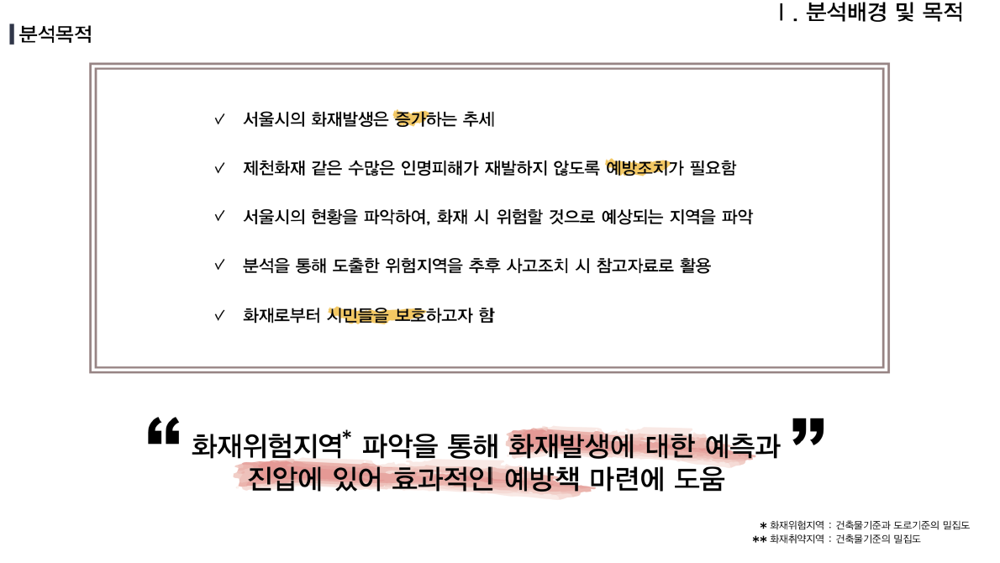 Ⅰ. 분석배경 및 목적
분석목적
✓ 서울시의 화재발생은 증가하는 추세
✓ 제천화재 같은 수많은 인명피해가 재발하지 않도록 예방조치가 필요함
✓ 서울시의 현황을 파악하여, 화재 시 위험할 것으로 예상되는 지역을 파악
✓ 분석을 통해 도출한 위험지역을 추후 사고조치 시 참고자료로 활용
✓ 화재로부터 시민들을 보호하고자 함
“ 화재위험지역* 파악을 통해 화재발생에 대한 예측과 ”
진압에 있어 효과적인 예방책 마련에 도움
* 화재위험지역 : 건축물기준과 도로기준의 밀집도
** 화재취약지역 : 건축물기준의 밀집도